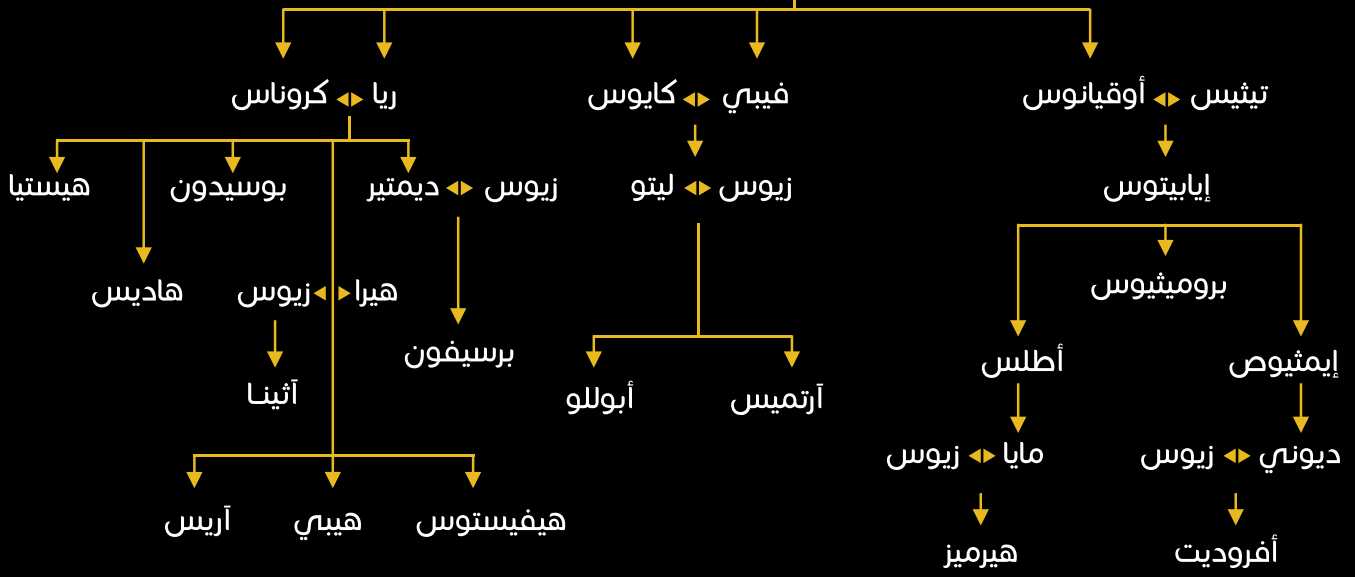 تيثيس أوقيانوس
فيبي كايوس
ريا كروناس
إيابيتوس
زيوس ليتو
زيوس ديمتير
بوسيدون
هيستيا
بروميثيوس
هيرا زيوس
هاديس
إيمثيوص
أطلس
برسيفون
آرتميس
أبوللو
آثينا
ديوني زيوس
مايا زيوس
هيفيستوس
هيبي
آريس
أفروديت
هيرميز